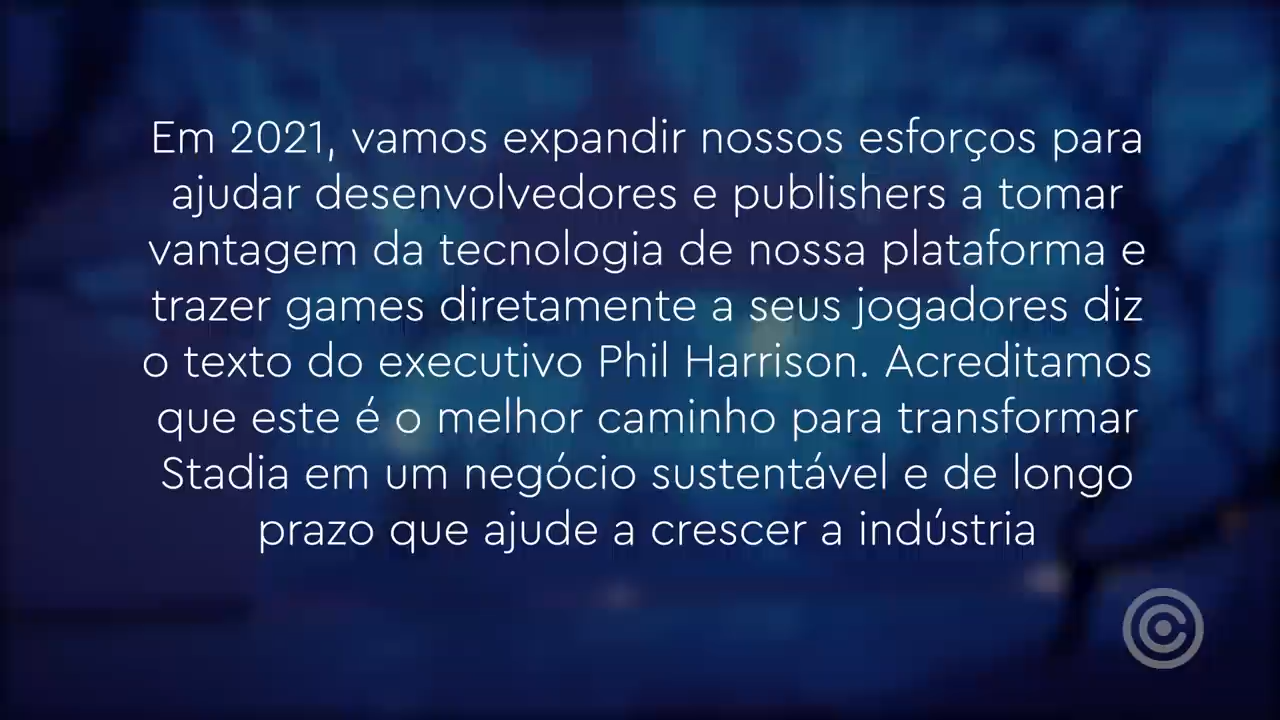 Em 2021, vamos expandir nossos esforços para
ajudar desenvolvedores e publishers a tomar
vantagem da tecnologia de nossa plataforma e
trazer games diretamente a seus jogadores diz
o texto do executivo Phil Harrison. Acreditamos
que este é o melhor caminho para transformar
Stadia em um negócio sustentável e de longo
prazo que ajude a crescer a indústria